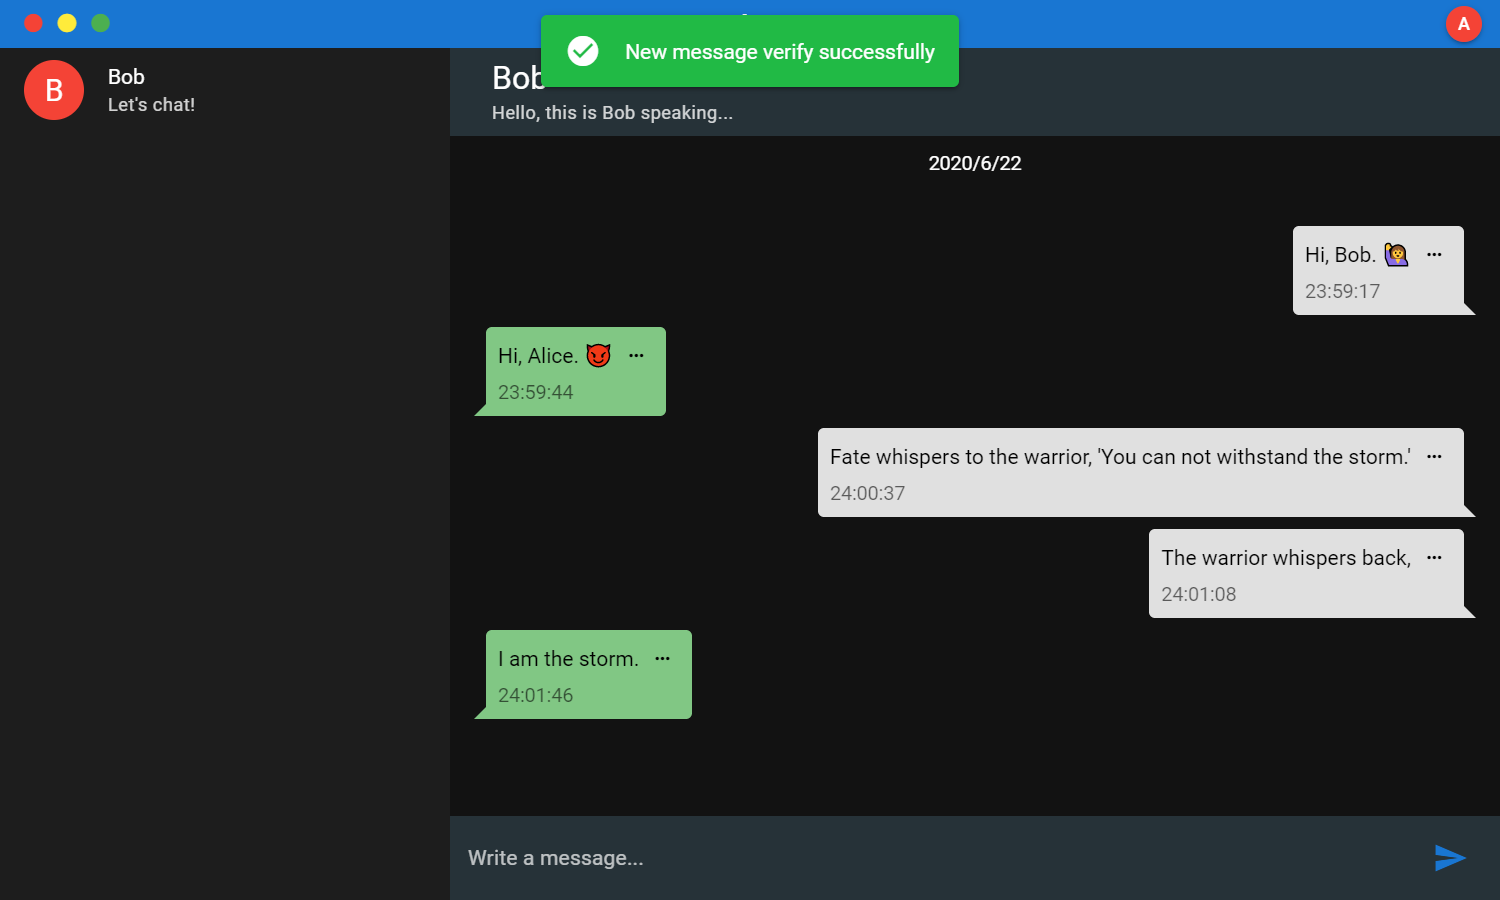 A
New message verify successfully
B
Bob
Let's chat!
Bob
Hello, this is Bob speaking...
2020/6/22
Hi, Bob. 🙋‍♀️ ···
23:59:17
Hi, Alice. 😈 ···
23:59:44
Fate whispers to the warrior, 'You can not withstand the storm.' ···
24:00:37
The warrior whispers back, ···
24:01:08
I am the storm. ···
24:01:46
Write a message...